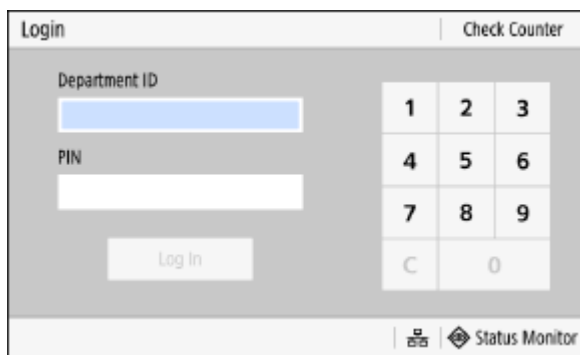 Login
Check Counter
Department ID
PIN
Log In
1 2 3
4 5 6
7 8 9
C 0
Status Monitor